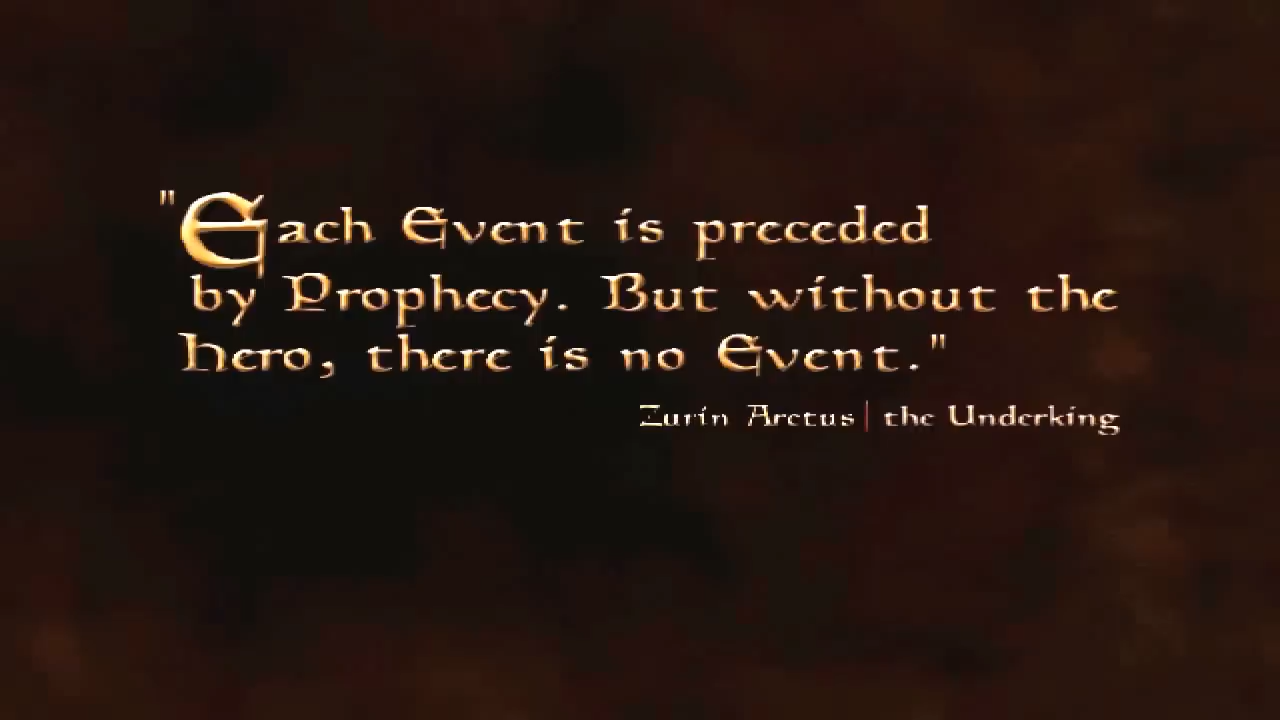 "Each Event is preceded
by Prophecy. But without the
hero, there is no Event."
Zurin Arctus | the Underking